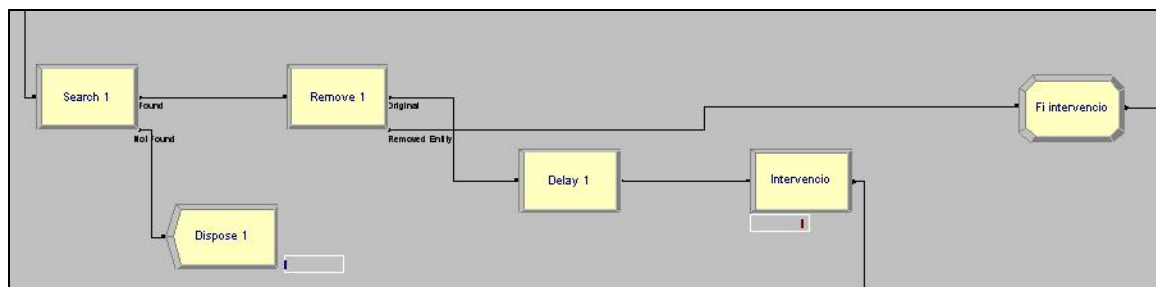 Search 1
Found
Not Found
Remove 1
Original
Removed Entity
Fi intervencio
Delay 1
Intervencio
Dispose 1